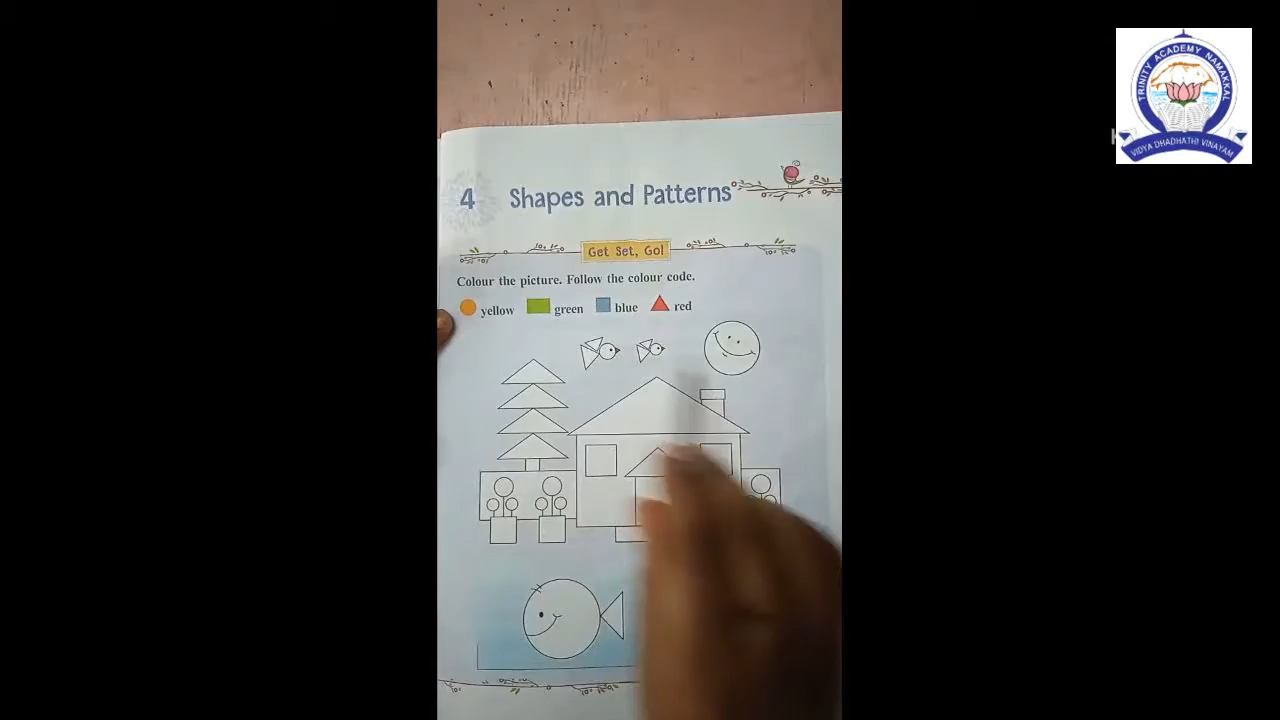 TRINITY ACADEMY NAMAKKAL
VIDYA DHADHATHI VINAYAM
4 Shapes and Patterns
Get Set, Go!
Colour the picture. Follow the colour code.
yellow green blue red